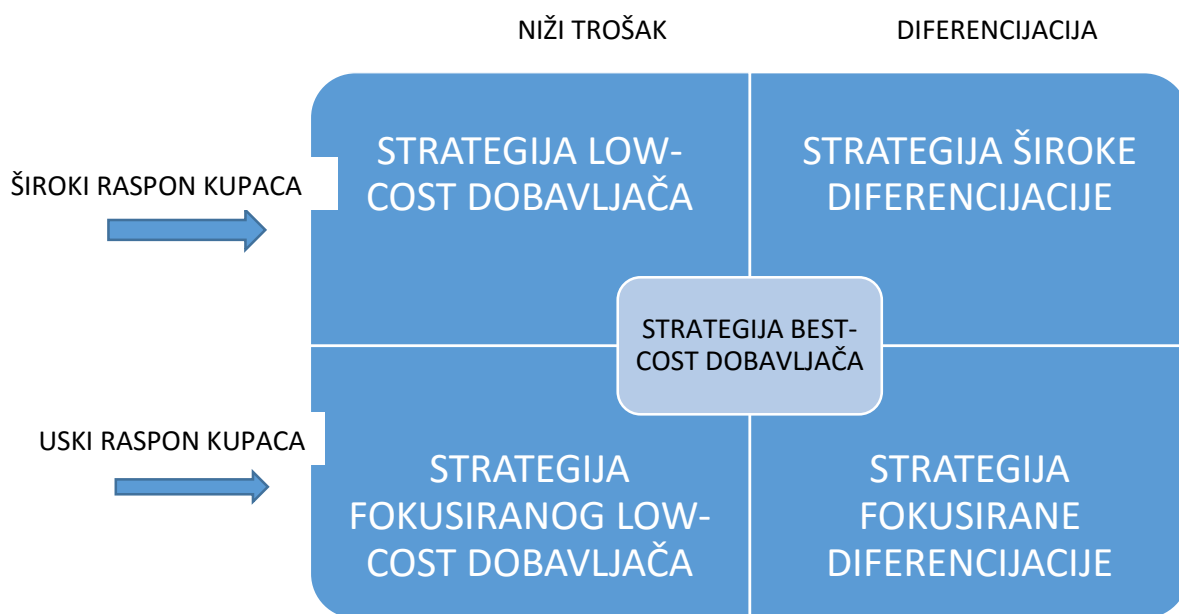 NIŽI TROŠAK
DIFERENCIJACIJA
ŠIROKI RASPON KUPACA
STRATEGIJA LOW-
COST DOBAVLJAČA
STRATEGIJA ŠIROKE
DIFERENCIJACIJE
STRATEGIJA BEST-
COST DOBAVLJAČA
USKI RASPON KUPACA
STRATEGIJA
FOKUSIRANOG LOW-
COST DOBAVLJAČA
STRATEGIJA
FOKUSIRANE
DIFERENCIJACIJE